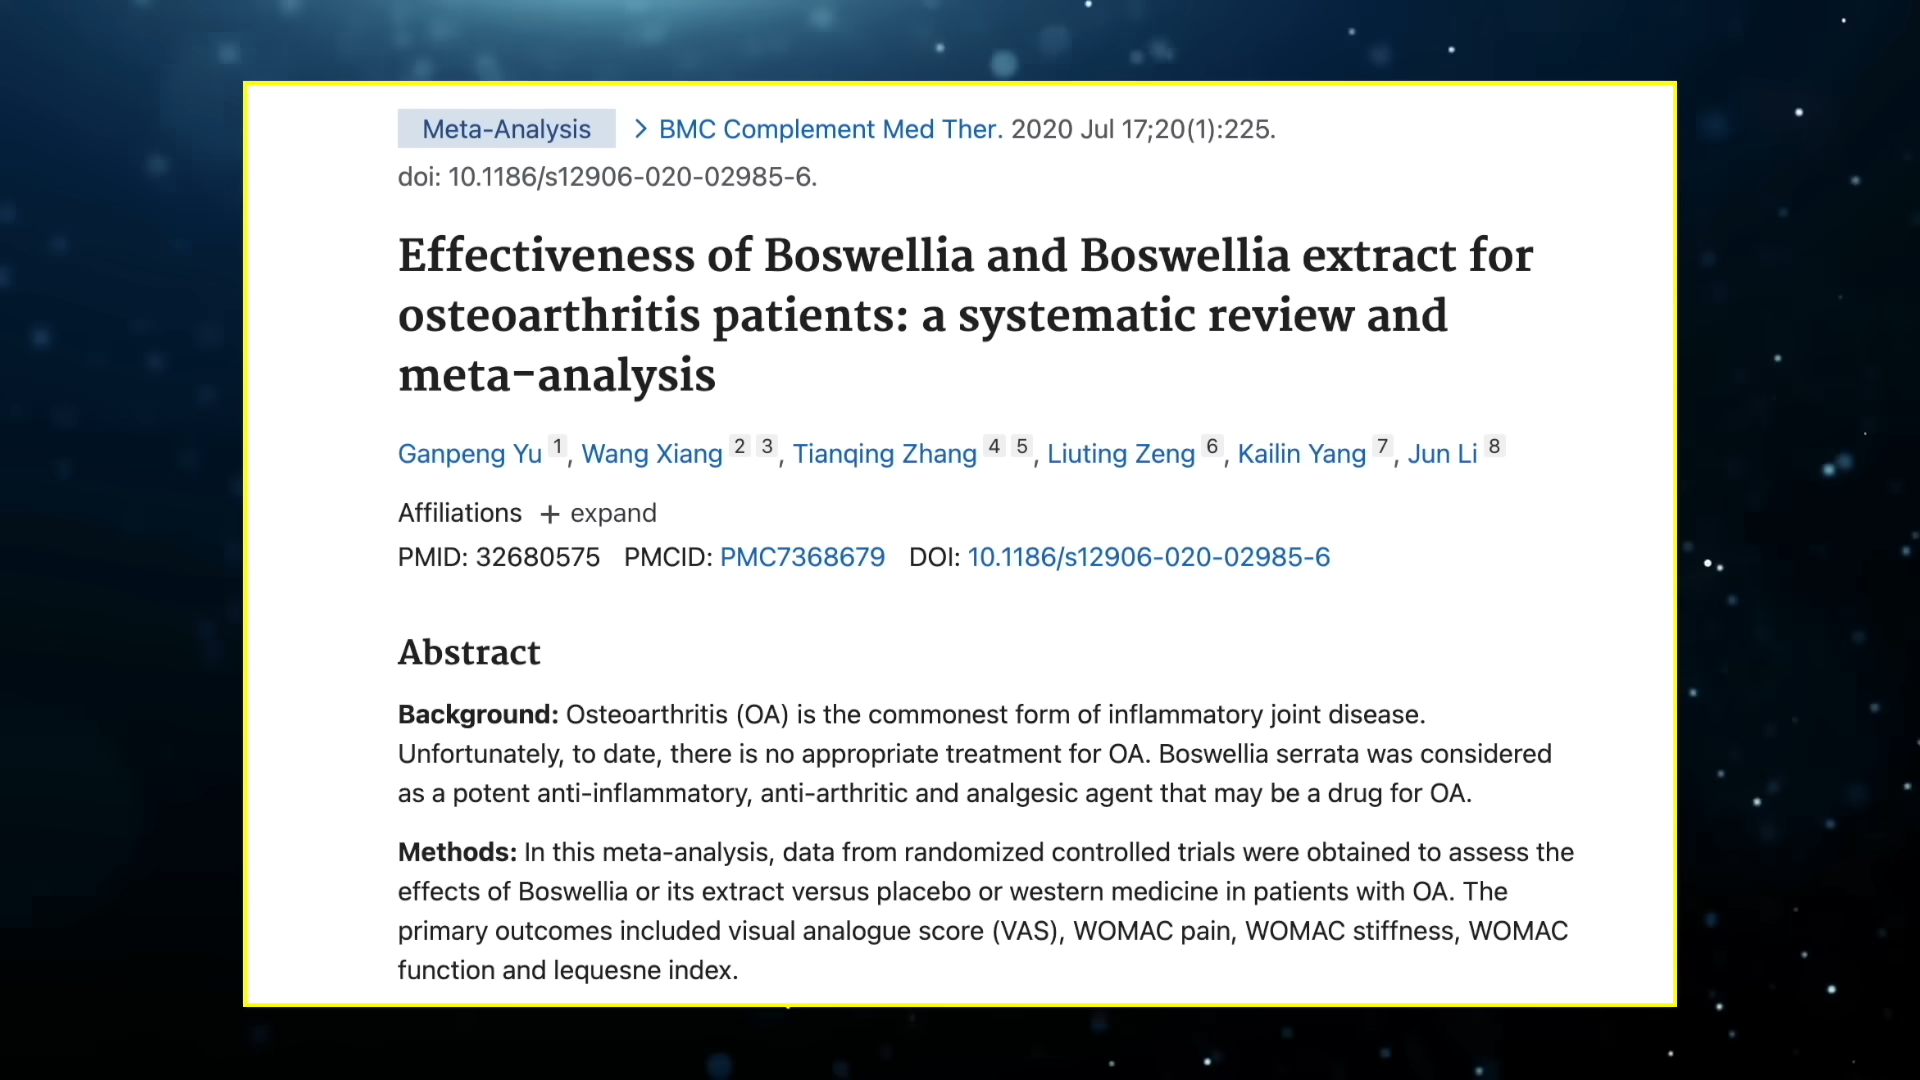 Meta-Analysis > BMC Complement Med Ther. 2020 Jul 17;20(1):225.
doi: 10.1186/s12906-020-02985-6.
Effectiveness of Boswellia and Boswellia extract for
osteoarthritis patients: a systematic review and
meta-analysis
Ganpeng Yu 1, Wang Xiang 2 3, Tianqing Zhang 4 5, Liuting Zeng 6, Kailin Yang 7, Jun Li 8
Affiliations + expand
PMID: 32680575 PMCID: PMC7368679 DOI: 10.1186/s12906-020-02985-6
Abstract
Background: Osteoarthritis (OA) is the commonest form of inflammatory joint disease.
Unfortunately, to date, there is no appropriate treatment for OA. Boswellia serrata was considered
as a potent anti-inflammatory, anti-arthritic and analgesic agent that may be a drug for OA.
Methods: In this meta-analysis, data from randomized controlled trials were obtained to assess the
effects of Boswellia or its extract versus placebo or western medicine in patients with OA. The
primary outcomes included visual analogue score (VAS), WOMAC pain, WOMAC stiffness, WOMAC
function and lequesne index.